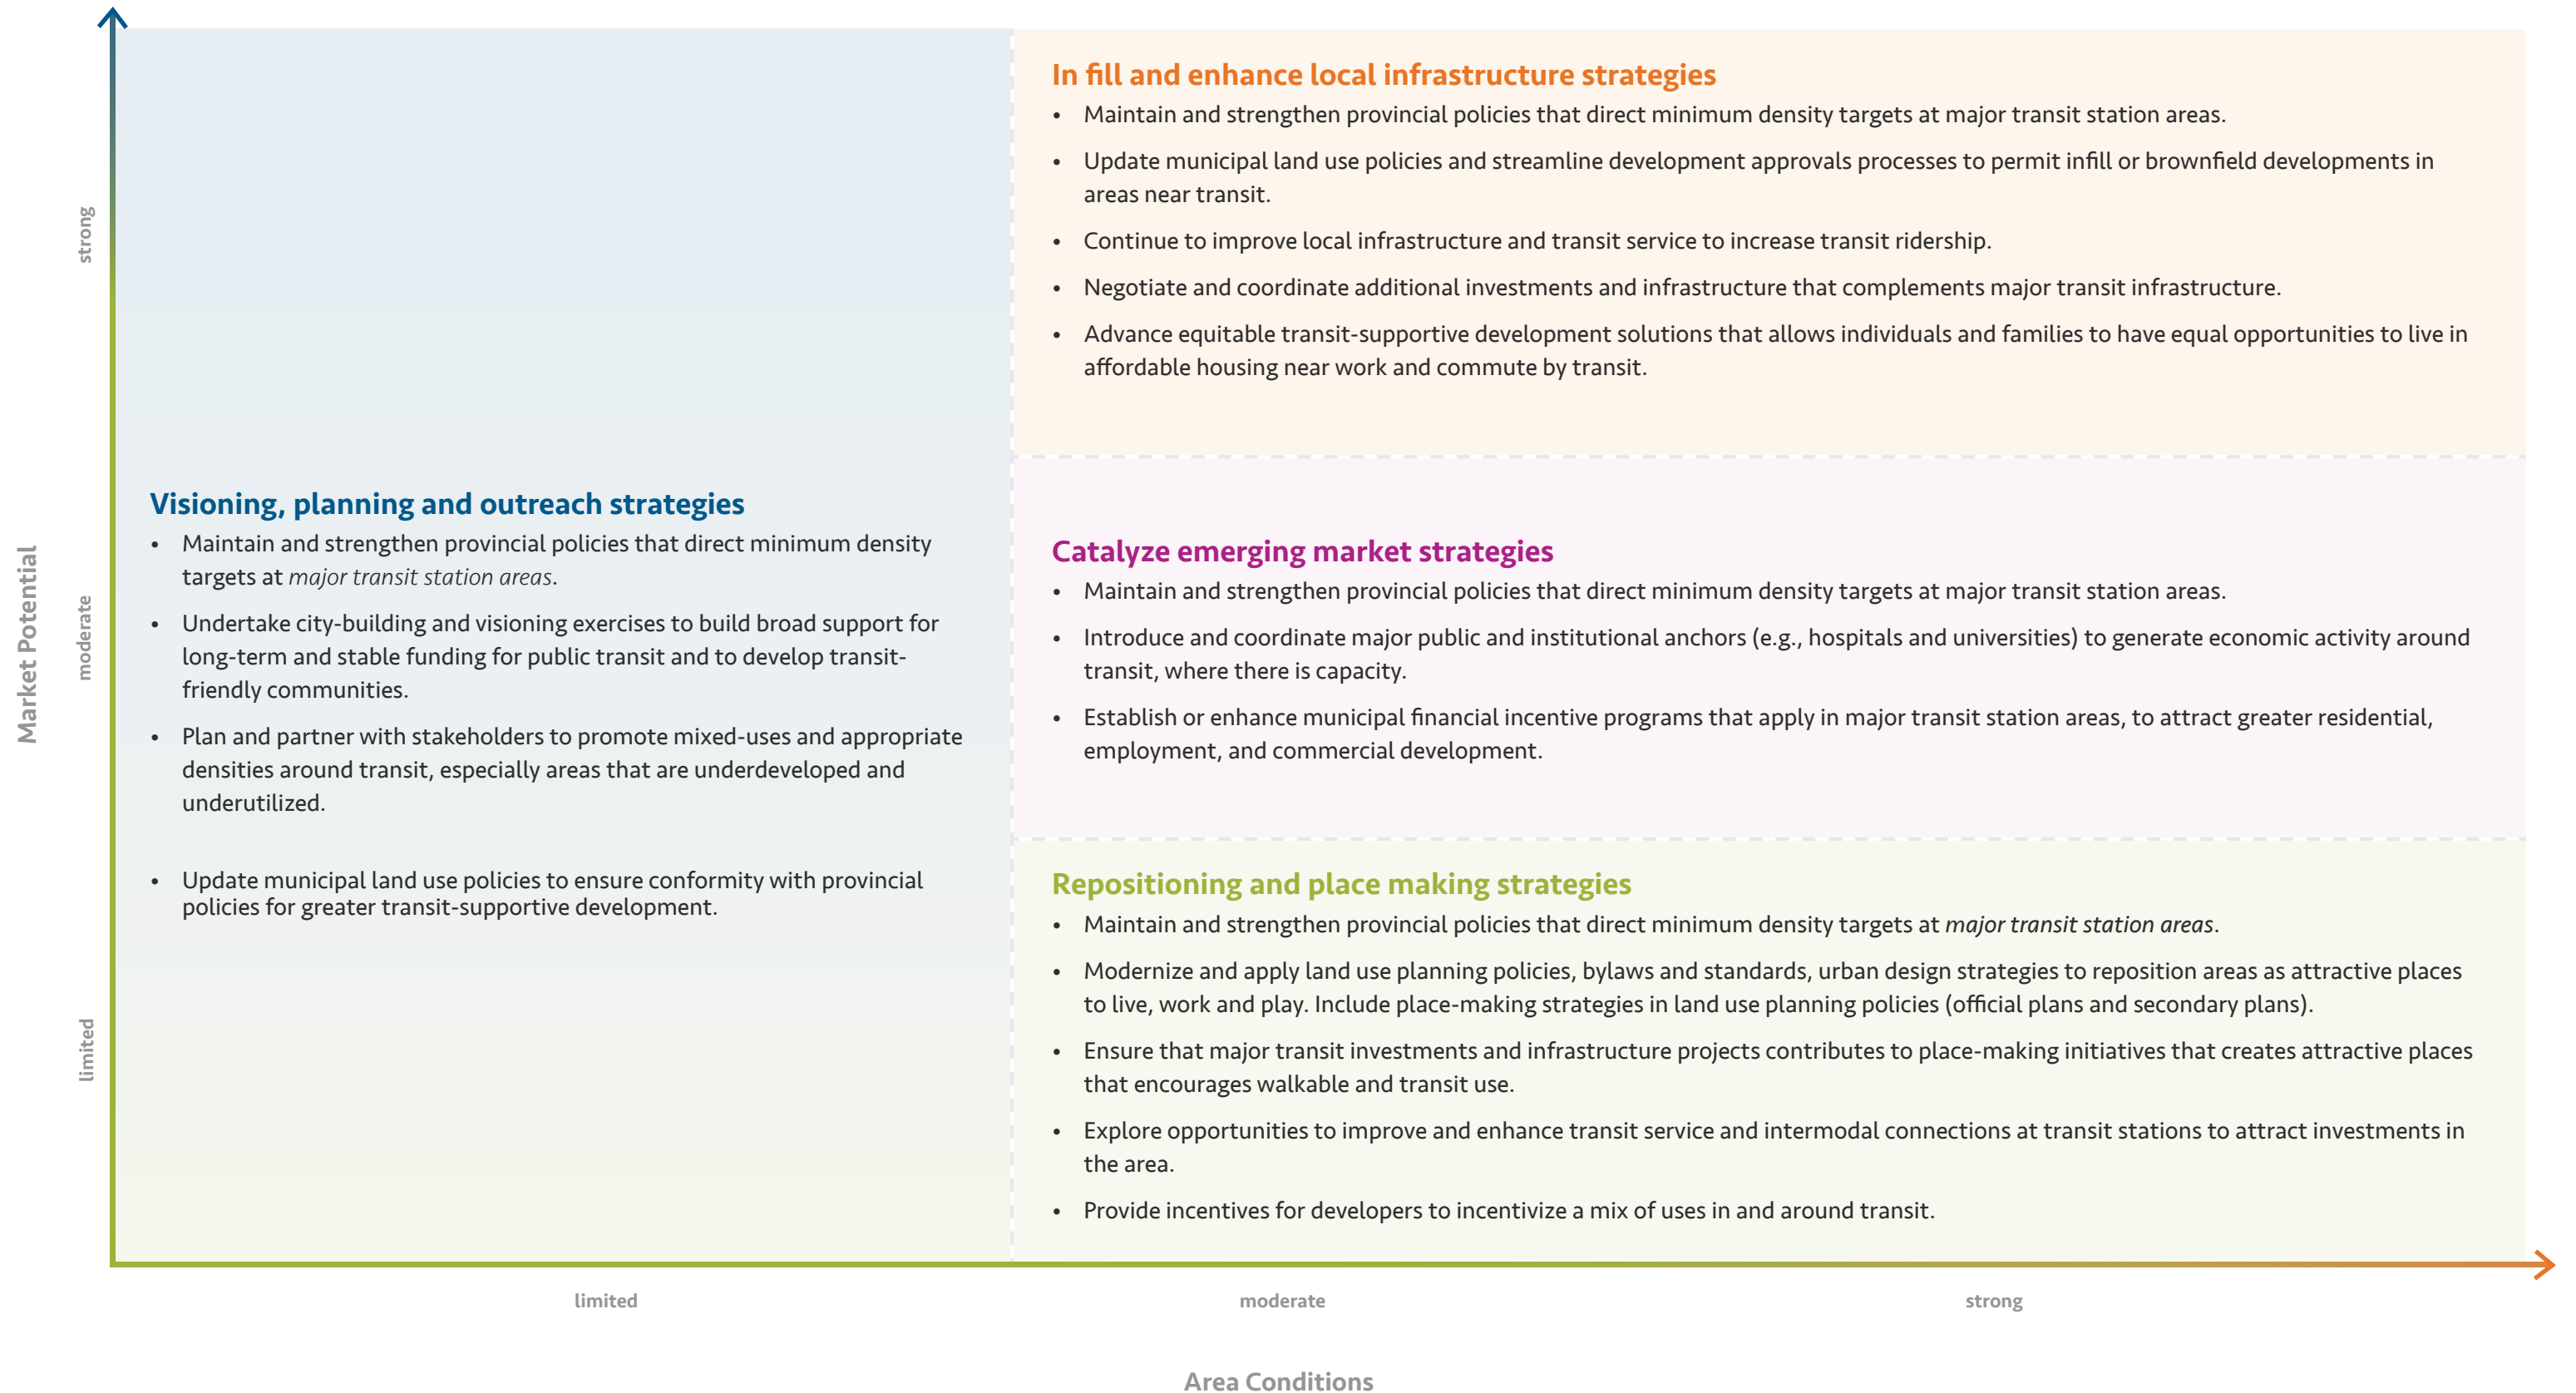 Market Potential
strong
moderate
limited
Visioning, planning and outreach strategies
• Maintain and strengthen provincial policies that direct minimum density
targets at major transit station areas.
• Undertake city-building and visioning exercises to build broad support for
long-term and stable funding for public transit and to develop transit-
friendly communities.
• Plan and partner with stakeholders to promote mixed-uses and appropriate
densities around transit, especially areas that are underdeveloped and
underutilized.
• Update municipal land use policies to ensure conformity with provincial
policies for greater transit-supportive development.
In fill and enhance local infrastructure strategies
• Maintain and strengthen provincial policies that direct minimum density targets at major transit station areas.
• Update municipal land use policies and streamline development approvals processes to permit infill or brownfield developments in
areas near transit.
• Continue to improve local infrastructure and transit service to increase transit ridership.
• Negotiate and coordinate additional investments and infrastructure that complements major transit infrastructure.
• Advance equitable transit-supportive development solutions that allows individuals and families to have equal opportunities to live in
affordable housing near work and commute by transit.
Catalyze emerging market strategies
• Maintain and strengthen provincial policies that direct minimum density targets at major transit station areas.
• Introduce and coordinate major public and institutional anchors (e.g., hospitals and universities) to generate economic activity around
transit, where there is capacity.
• Establish or enhance municipal financial incentive programs that apply in major transit station areas, to attract greater residential,
employment, and commercial development.
Repositioning and place making strategies
• Maintain and strengthen provincial policies that direct minimum density targets at major transit station areas.
• Modernize and apply land use planning policies, bylaws and standards, urban design strategies to reposition areas as attractive places
to live, work and play. Include place-making strategies in land use planning policies (official plans and secondary plans).
• Ensure that major transit investments and infrastructure projects contributes to place-making initiatives that creates attractive places
that encourages walkable and transit use.
• Explore opportunities to improve and enhance transit service and intermodal connections at transit stations to attract investments in
the area.
• Provide incentives for developers to incentivize a mix of uses in and around transit.
limited
moderate
strong
Area Conditions